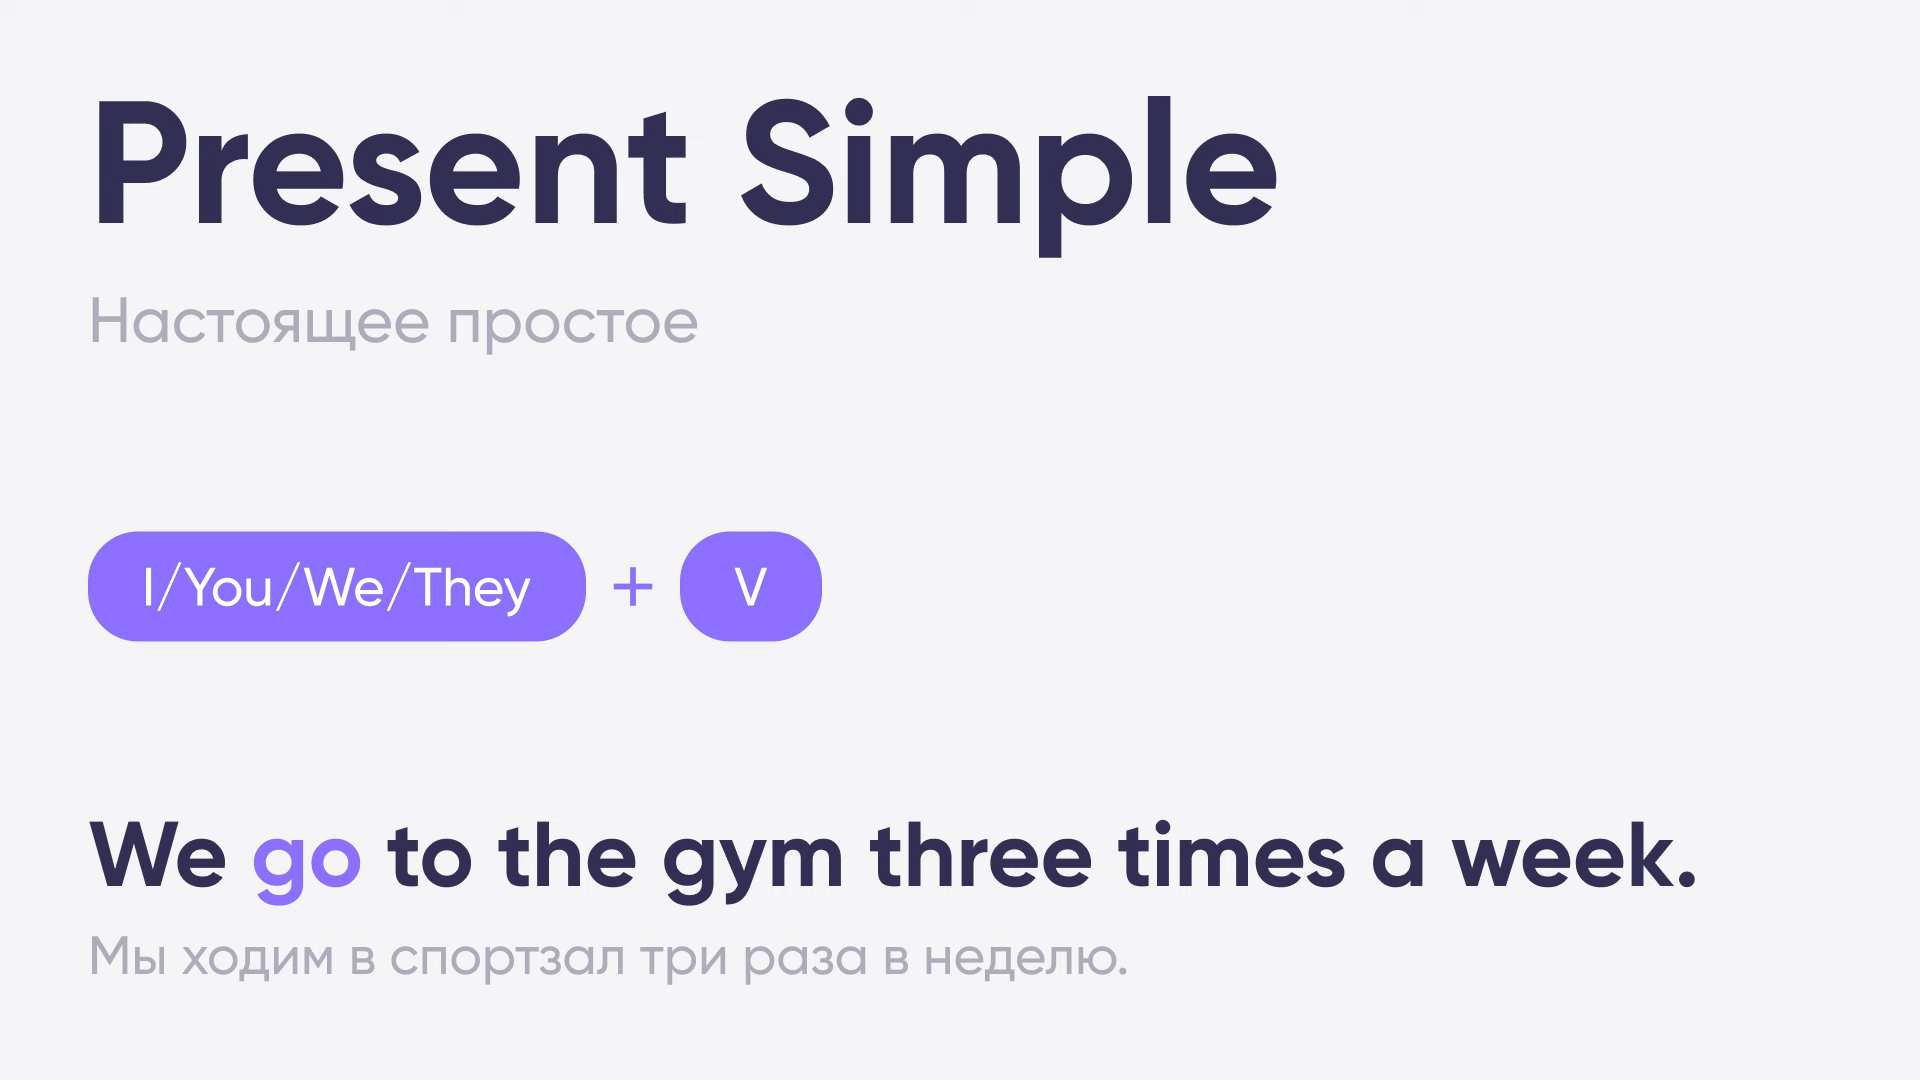 Present Simple
Настоящее простое
I/You/We/They + V
We go to the gym three times a week.
Мы ходим в спортзал три раза в неделю.